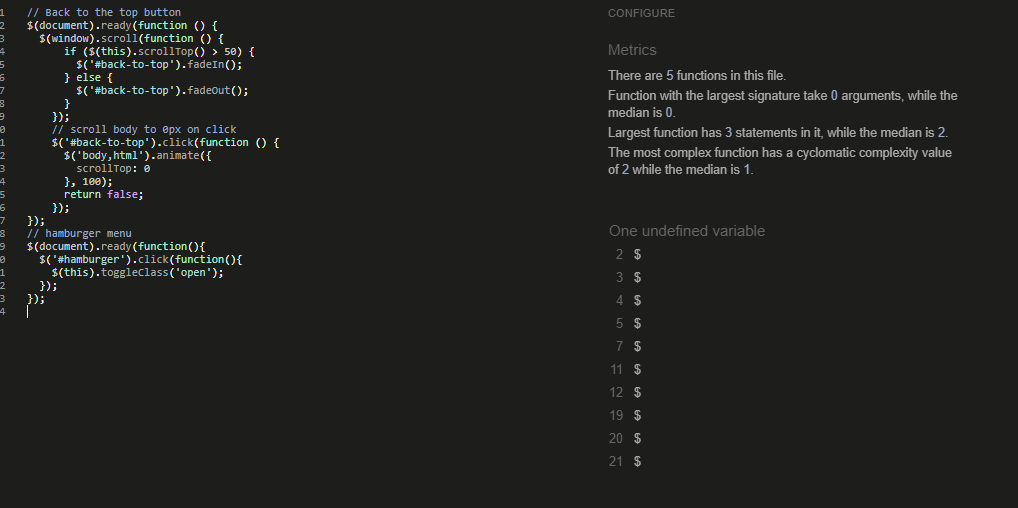 1 // Back to the top button
2 $(document).ready(function () {
3 $(window).scroll(function () {
4 if ($(this).scrollTop() > 50) {
5 $('#back-to-top').fadeIn();
6 } else {
7 $('#back-to-top').fadeOut();
8 }
9 });
0 // scroll body to 0px on click
1 $('#back-to-top').click(function () {
2 $('body,html').animate({
3 scrollTop: 0
4 }, 100);
5 return false;
6 });
7 });
8 // hamburger menu
9 $(document).ready(function(){
0 $('#hamburger').click(function(){
1 $(this).toggleClass('open');
2 });
3 });
4
CONFIGURE
Metrics
There are 5 functions in this file.
Function with the largest signature take 0 arguments, while the
median is 0.
Largest function has 3 statements in it, while the median is 2.
The most complex function has a cyclomatic complexity value
of 2 while the median is 1.
One undefined variable
2 $
3 $
4 $
5 $
7 $
11 $
12 $
19 $
20 $
21 $